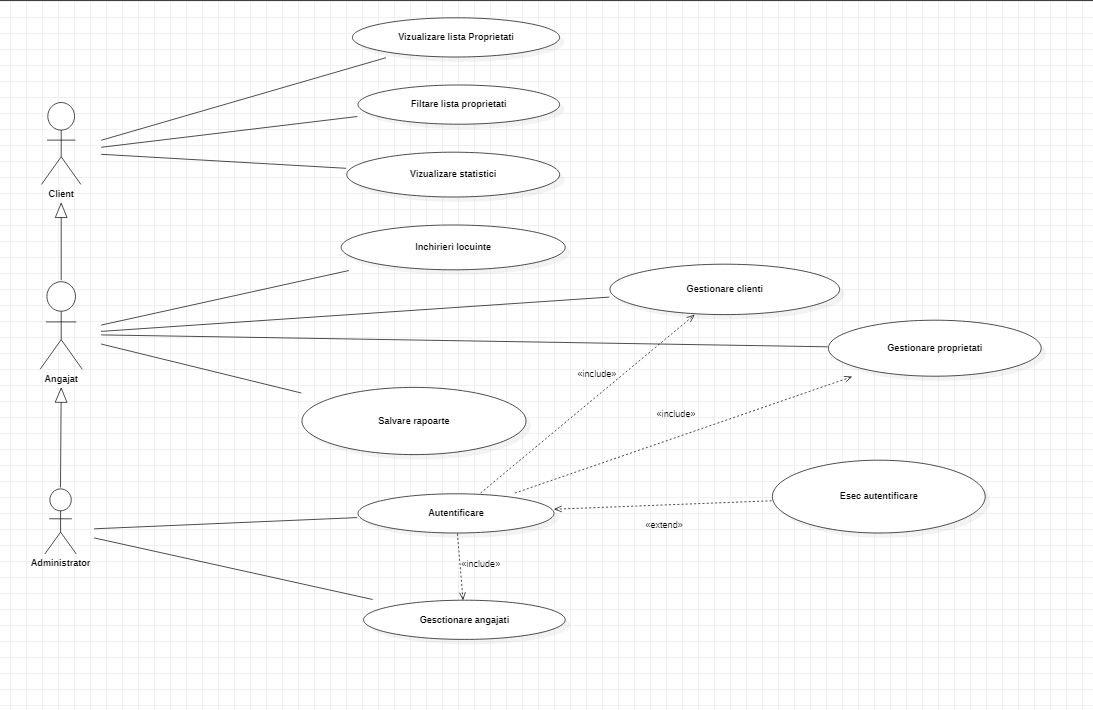 Vizualizare lista Proprietati
Filtare lista proprietati
Vizualizare statistici
Client
Inchirieri locuinte
Gestionare clienti
Gestionare proprietati
Angajat
«include»
«include»
Salvare rapoarte
Esec autentificare
Autentificare
«extend»
Administrator
«include»
Gesctionare angajati